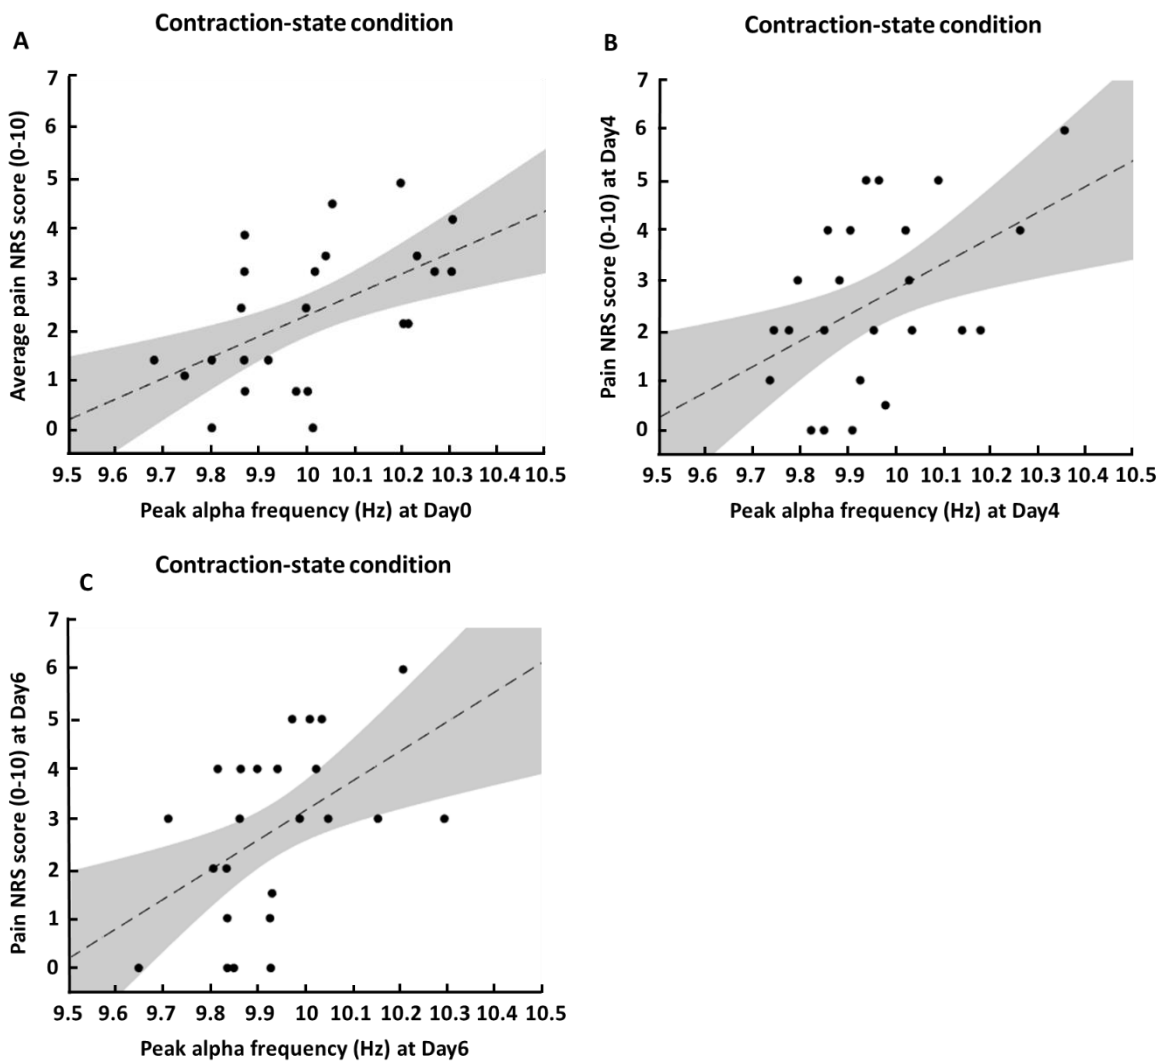 Contraction-state condition
A
Average pain NRS score (0-10)
7
6
5
4
3
2
1
0
9.5 9.6 9.7 9.8 9.9 10 10.1 10.2 10.3 10.4 10.5
Peak alpha frequency (Hz) at Day0
Contraction-state condition
B
Pain NRS score (0-10) at Day4
7
6
5
4
3
2
1
0
9.5 9.6 9.7 9.8 9.9 10 10.1 10.2 10.3 10.4 10.5
Peak alpha frequency (Hz) at Day4
Contraction-state condition
C
Pain NRS score (0-10) at Day6
7
6
5
4
3
2
1
0
9.5 9.6 9.7 9.8 9.9 10 10.1 10.2 10.3 10.4 10.5
Peak alpha frequency (Hz) at Day6